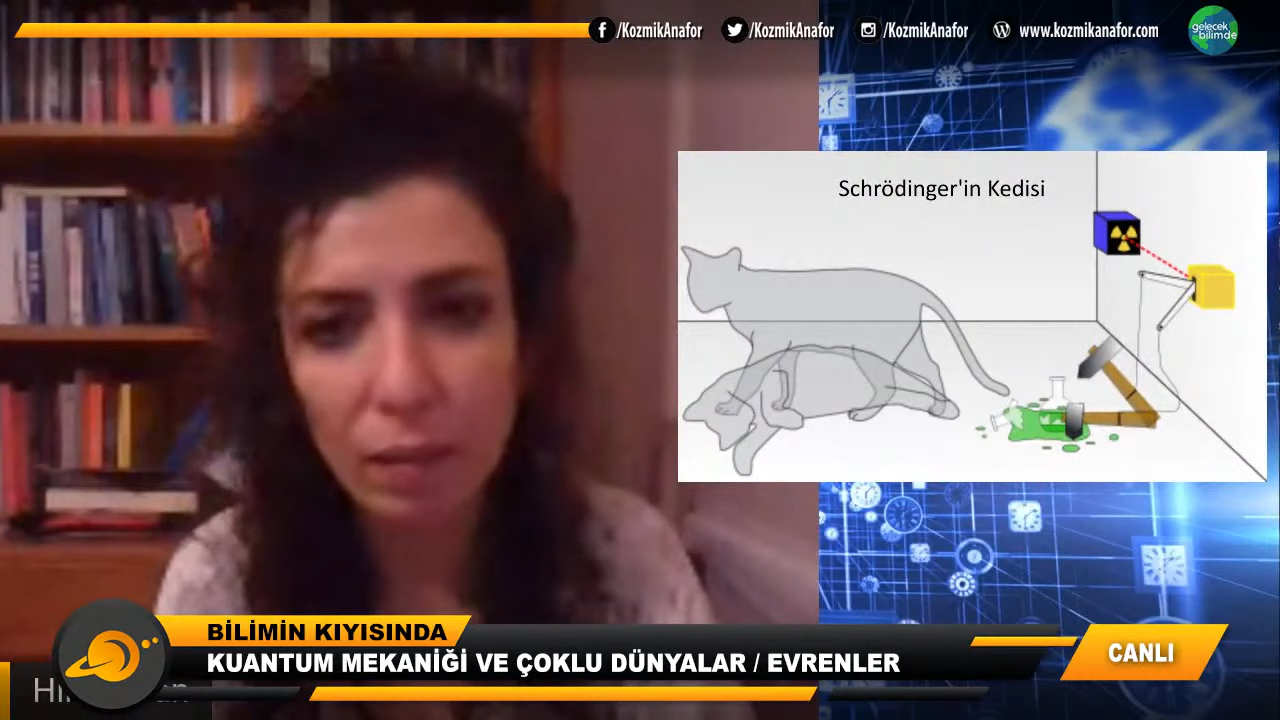 /KozmikAnafor /KozmikAnafor /KozmikAnafor www.kozmikanafor.com
gelecek
bilimde
Schrödinger'in Kedisi
BİLİMİN KIYISINDA
KUANTUM MEKANİĞİ VE ÇOKLU DÜNYALAR / EVRENLER
CANLI